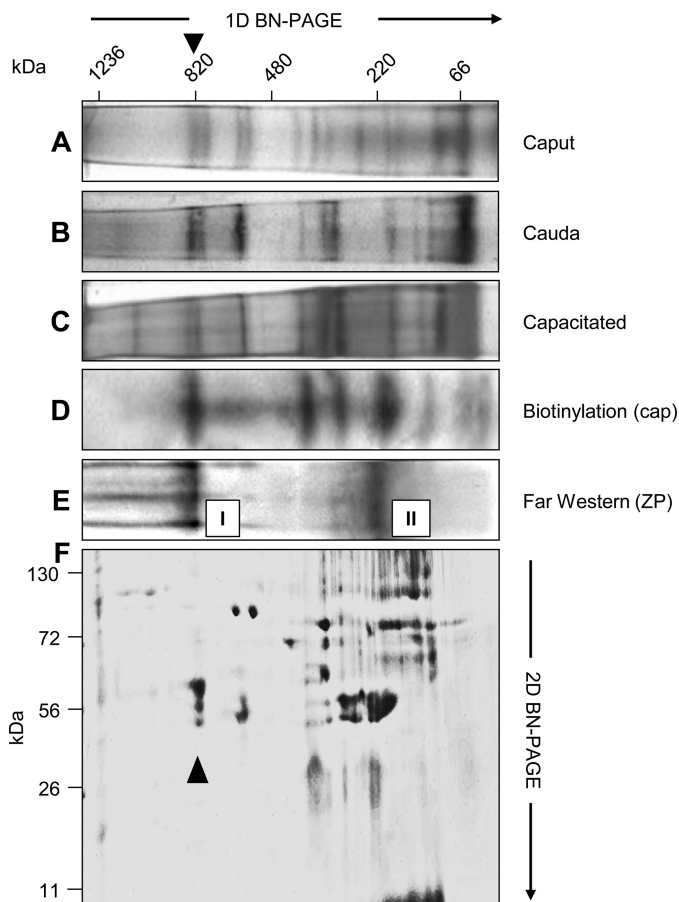 1D BN-PAGE
kDa
1236 820 480 220 66
A Caput
B Cauda
C Capacitated
D Biotinylation (cap)
E I II Far Western (ZP)
F
130
72
56
26
11
kDa
2D BN-PAGE